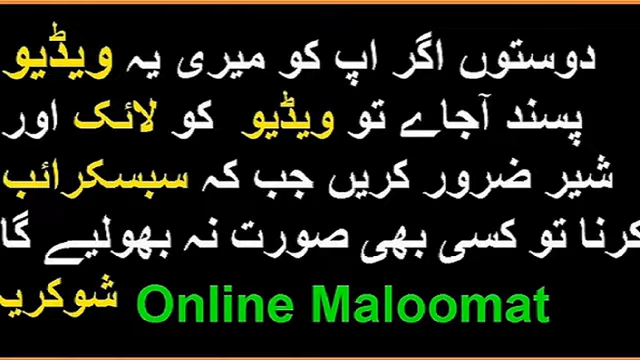 دوستوں اگر اپ کو میری یہ ویڈیو
پسند آجاے تو ویڈیو کو لائک اور
شیر ضرور کریں جب کہ سبسکرائب
کرنا تو کسی بھی صورت نہ بھولیے گا
شوکریہ Online Maloomat